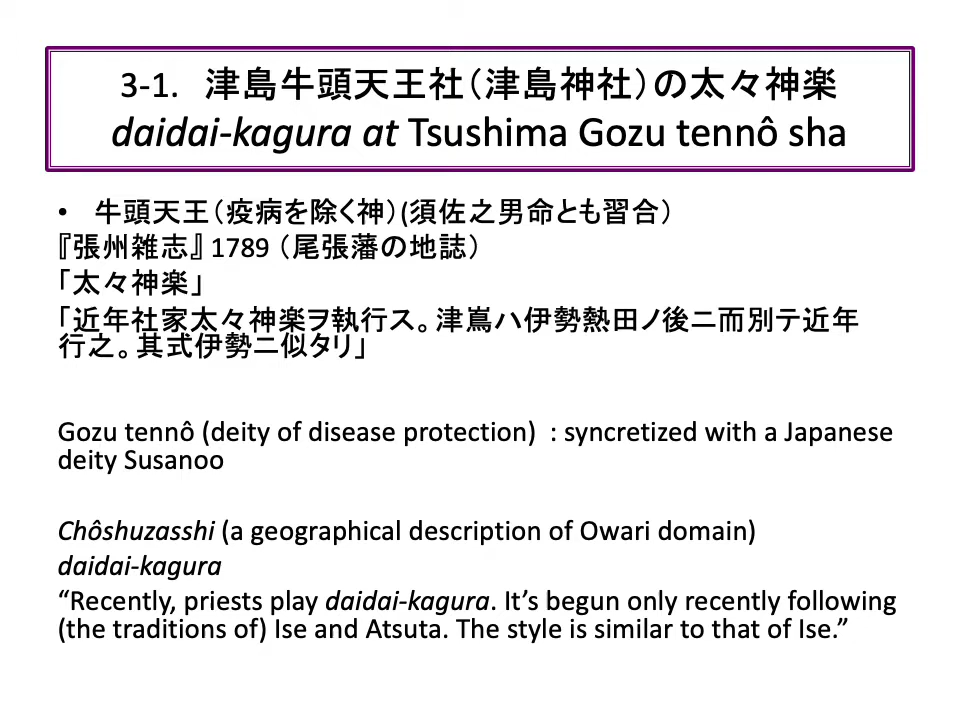 3-1. 津島牛頭天王社（津島神社）の太々神楽
daidai-kagura at Tsushima Gozu tennô sha
• 牛頭天王（疫病を除く神）(須佐之男命とも習合）
『張州雑志』1789（尾張藩の地誌）
「太々神楽」
「近年社家太々神楽ヲ執行ス。津嶌ハ伊勢熱田ノ後ニ而別テ近年
行之。其式伊勢ニ似タリ」
Gozu tennô (deity of disease protection) : syncretized with a Japanese
deity Susanoo
Chôshuzasshi (a geographical description of Owari domain)
daidai-kagura
“Recently, priests play daidai-kagura. It’s begun only recently following
(the traditions of) Ise and Atsuta. The style is similar to that of Ise.”